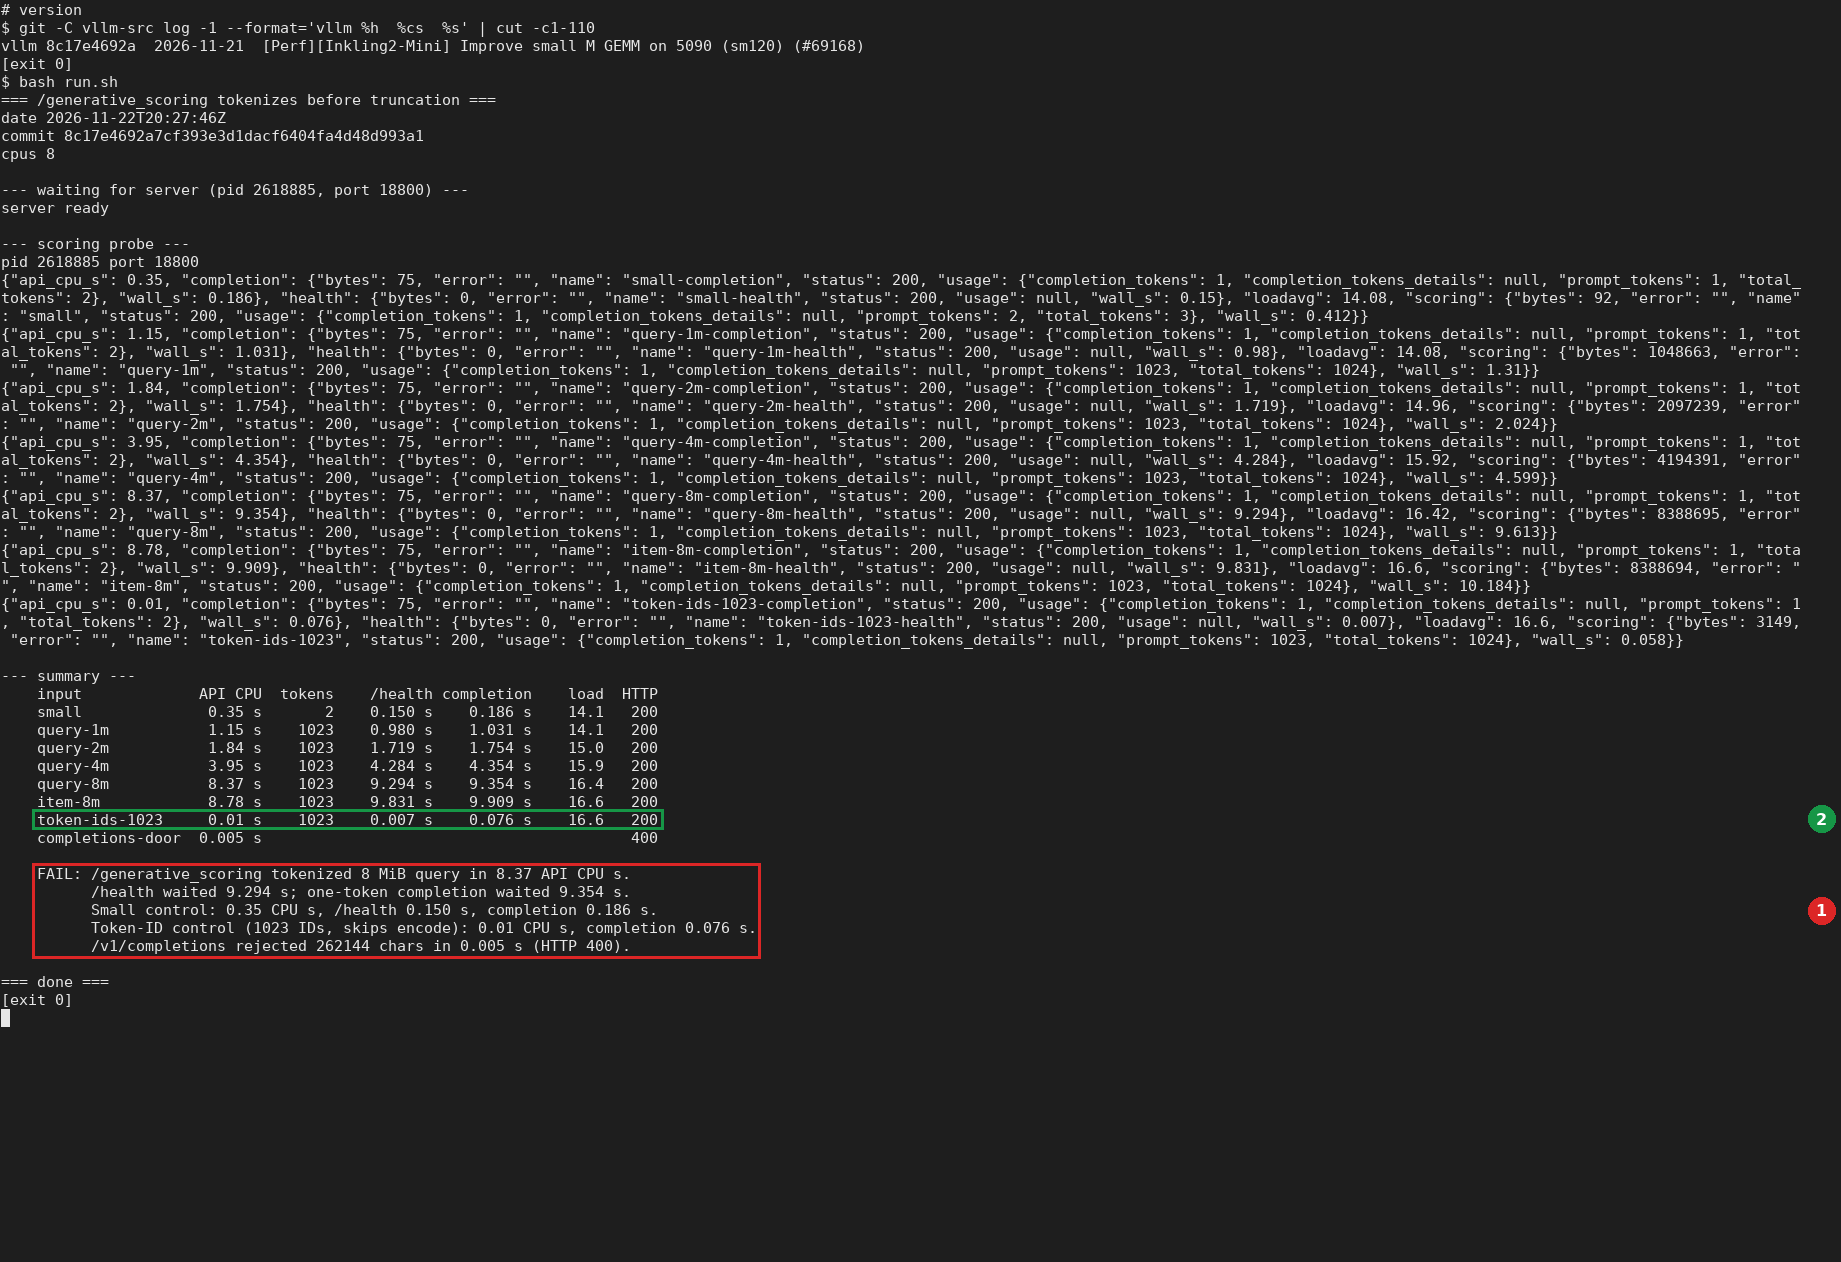 # version
$ git -C vllm-src log -1 --format='vllm %h  %cs  %s' | cut -c1-110
vllm 8c17e4692a  2026-11-21  [Perf][Inkling2-Mini] Improve small M GEMM on 5090 (sm120) (#69168)
[exit 0]
$ bash run.sh
=== /generative_scoring tokenizes before truncation ===
date 2026-11-22T20:27:46Z
commit 8c17e4692a7cf393e3d1dacf6404fa4d48d993a1
cpus 8

--- waiting for server (pid 2618885, port 18800) ---
server ready

--- scoring probe ---
pid 2618885 port 18800
{"api_cpu_s": 0.35, "completion": {"bytes": 75, "error": "", "name": "small-completion", "status": 200, "usage": {"completion_tokens": 1, "completion_tokens_details": null, "prompt_tokens": 1, "total_
tokens": 2}, "wall_s": 0.186}, "health": {"bytes": 0, "error": "", "name": "small-health", "status": 200, "usage": null, "wall_s": 0.15}, "loadavg": 14.08, "scoring": {"bytes": 92, "error": "", "name"
: "small", "status": 200, "usage": {"completion_tokens": 1, "completion_tokens_details": null, "prompt_tokens": 2, "total_tokens": 3}, "wall_s": 0.412}}
{"api_cpu_s": 1.15, "completion": {"bytes": 75, "error": "", "name": "query-1m-completion", "status": 200, "usage": {"completion_tokens": 1, "completion_tokens_details": null, "prompt_tokens": 1, "tot
al_tokens": 2}, "wall_s": 1.031}, "health": {"bytes": 0, "error": "", "name": "query-1m-health", "status": 200, "usage": null, "wall_s": 0.98}, "loadavg": 14.08, "scoring": {"bytes": 1048663, "error":
 "", "name": "query-1m", "status": 200, "usage": {"completion_tokens": 1, "completion_tokens_details": null, "prompt_tokens": 1023, "total_tokens": 1024}, "wall_s": 1.31}}
{"api_cpu_s": 1.84, "completion": {"bytes": 75, "error": "", "name": "query-2m-completion", "status": 200, "usage": {"completion_tokens": 1, "completion_tokens_details": null, "prompt_tokens": 1, "tot
al_tokens": 2}, "wall_s": 1.754}, "health": {"bytes": 0, "error": "", "name": "query-2m-health", "status": 200, "usage": null, "wall_s": 1.719}, "loadavg": 14.96, "scoring": {"bytes": 2097239, "error"
: "", "name": "query-2m", "status": 200, "usage": {"completion_tokens": 1, "completion_tokens_details": null, "prompt_tokens": 1023, "total_tokens": 1024}, "wall_s": 2.024}}
{"api_cpu_s": 3.95, "completion": {"bytes": 75, "error": "", "name": "query-4m-completion", "status": 200, "usage": {"completion_tokens": 1, "completion_tokens_details": null, "prompt_tokens": 1, "tot
al_tokens": 2}, "wall_s": 4.354}, "health": {"bytes": 0, "error": "", "name": "query-4m-health", "status": 200, "usage": null, "wall_s": 4.284}, "loadavg": 15.92, "scoring": {"bytes": 4194391, "error"
: "", "name": "query-4m", "status": 200, "usage": {"completion_tokens": 1, "completion_tokens_details": null, "prompt_tokens": 1023, "total_tokens": 1024}, "wall_s": 4.599}}
{"api_cpu_s": 8.37, "completion": {"bytes": 75, "error": "", "name": "query-8m-completion", "status": 200, "usage": {"completion_tokens": 1, "completion_tokens_details": null, "prompt_tokens": 1, "tot
al_tokens": 2}, "wall_s": 9.354}, "health": {"bytes": 0, "error": "", "name": "query-8m-health", "status": 200, "usage": null, "wall_s": 9.294}, "loadavg": 16.42, "scoring": {"bytes": 8388695, "error"
: "", "name": "query-8m", "status": 200, "usage": {"completion_tokens": 1, "completion_tokens_details": null, "prompt_tokens": 1023, "total_tokens": 1024}, "wall_s": 9.613}}
{"api_cpu_s": 8.78, "completion": {"bytes": 75, "error": "", "name": "item-8m-completion", "status": 200, "usage": {"completion_tokens": 1, "completion_tokens_details": null, "prompt_tokens": 1, "tota
l_tokens": 2}, "wall_s": 9.909}, "health": {"bytes": 0, "error": "", "name": "item-8m-health", "status": 200, "usage": null, "wall_s": 9.831}, "loadavg": 16.6, "scoring": {"bytes": 8388694, "error": "
", "name": "item-8m", "status": 200, "usage": {"completion_tokens": 1, "completion_tokens_details": null, "prompt_tokens": 1023, "total_tokens": 1024}, "wall_s": 10.184}}
{"api_cpu_s": 0.01, "completion": {"bytes": 75, "error": "", "name": "token-ids-1023-completion", "status": 200, "usage": {"completion_tokens": 1, "completion_tokens_details": null, "prompt_tokens": 1
, "total_tokens": 2}, "wall_s": 0.076}, "health": {"bytes": 0, "error": "", "name": "token-ids-1023-health", "status": 200, "usage": null, "wall_s": 0.007}, "loadavg": 16.6, "scoring": {"bytes": 3149,
 "error": "", "name": "token-ids-1023", "status": 200, "usage": {"completion_tokens": 1, "completion_tokens_details": null, "prompt_tokens": 1023, "total_tokens": 1024}, "wall_s": 0.058}}

--- summary ---
    input             API CPU  tokens    /health completion    load  HTTP
    small              0.35 s       2    0.150 s    0.186 s    14.1   200
    query-1m           1.15 s    1023    0.980 s    1.031 s    14.1   200
    query-2m           1.84 s    1023    1.719 s    1.754 s    15.0   200
    query-4m           3.95 s    1023    4.284 s    4.354 s    15.9   200
    query-8m           8.37 s    1023    9.294 s    9.354 s    16.4   200
    item-8m            8.78 s    1023    9.831 s    9.909 s    16.6   200
    token-ids-1023     0.01 s    1023    0.007 s    0.076 s    16.6   200
2
    completions-door  0.005 s                                         400

    FAIL: /generative_scoring tokenized 8 MiB query in 8.37 API CPU s.
          /health waited 9.294 s; one-token completion waited 9.354 s.
          Small control: 0.35 CPU s, /health 0.150 s, completion 0.186 s.
1
          Token-ID control (1023 IDs, skips encode): 0.01 CPU s, completion 0.076 s.
          /v1/completions rejected 262144 chars in 0.005 s (HTTP 400).

=== done ===
[exit 0]